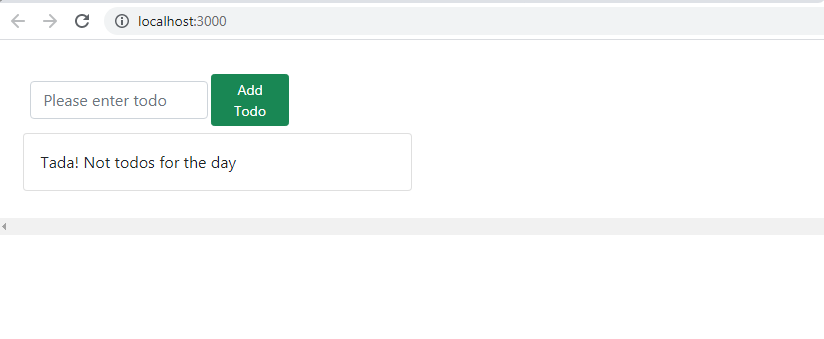 localhost:3000
Please enter todo
Add
Todo
Tada! Not todos for the day